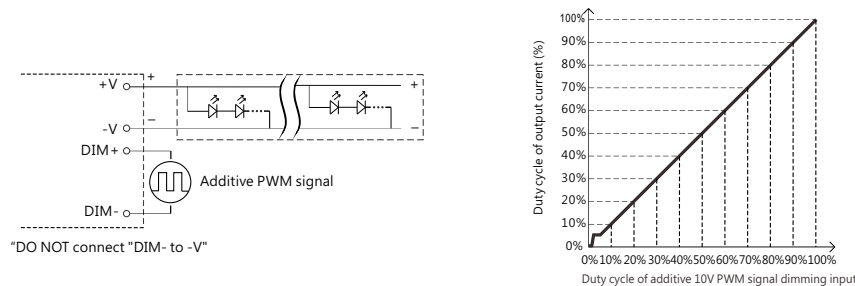 +V
+
+
-V
−
−
DIM+
Additive PWM signal
DIM-
"DO NOT connect "DIM- to -V"
Duty cycle of output current (%)
100%
90%
80%
70%
60%
50%
40%
30%
20%
10%
0%
0% 10% 20% 30% 40% 50% 60% 70% 80% 90% 100%
Duty cycle of additive 10V PWM signal dimming input